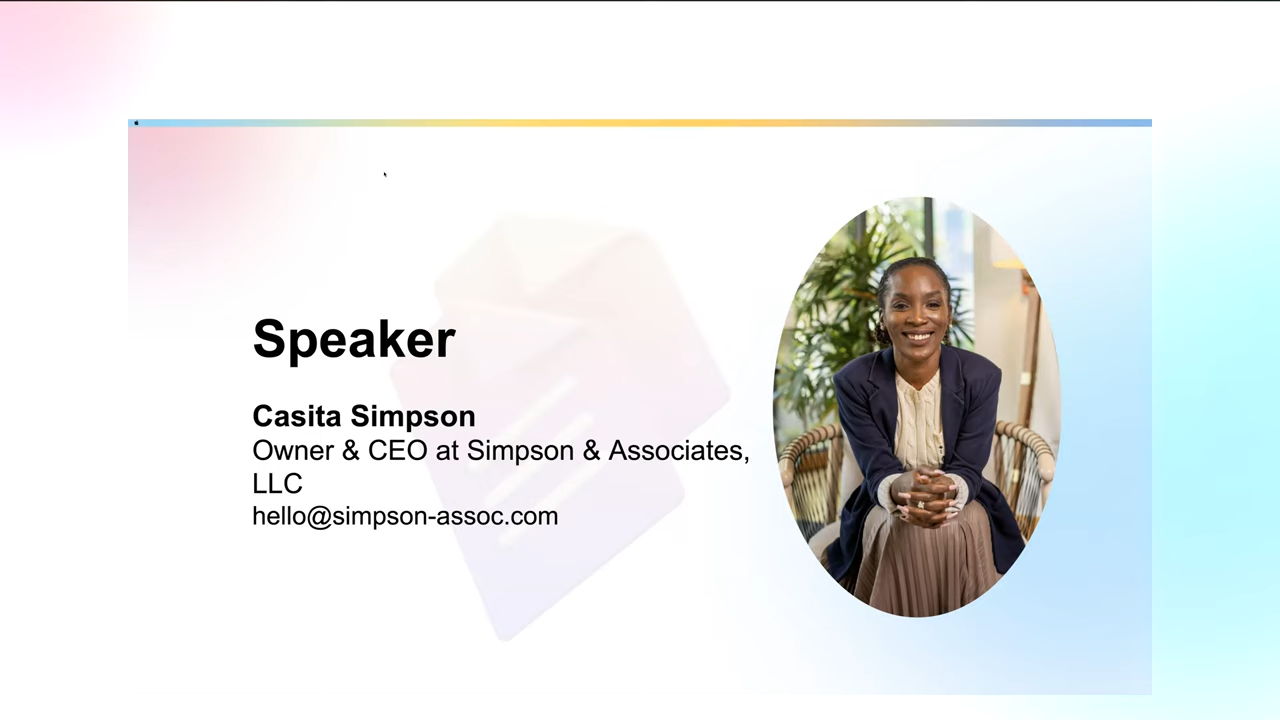 Speaker
Casita Simpson
Owner & CEO at Simpson & Associates,
LLC
hello@simpson-assoc.com